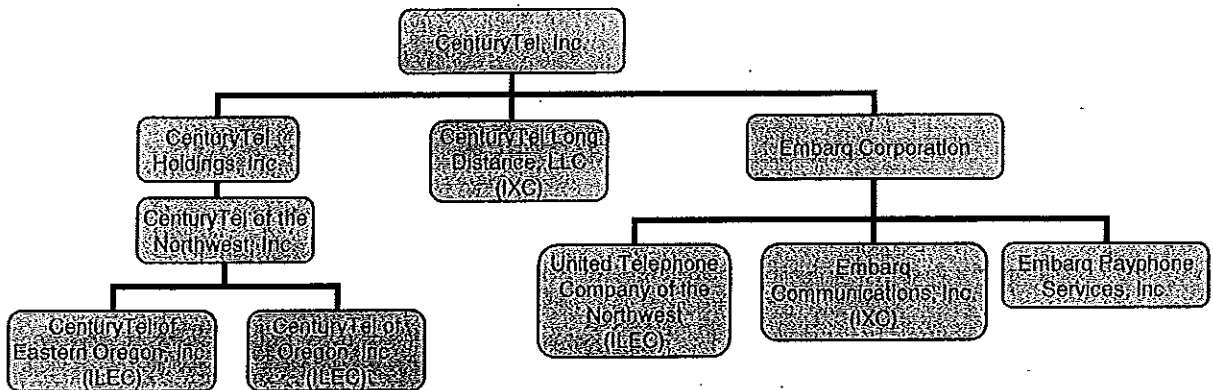 CenturyTel, Inc.
CenturyTel
Holdings, Inc.
CenturyTel Long
Distance, LLC
(IXC)
Embarq Corporation
CenturyTel of the
Northwest, Inc.
United Telephone
Company of the
Northwest
(ILEC)
Embarq
Communications, Inc.
(IXC)
Embarq Payphone
Services, Inc.
CenturyTel of
Eastern Oregon, Inc.
(ILEC)
CenturyTel of
Oregon, Inc.
(ILEC)